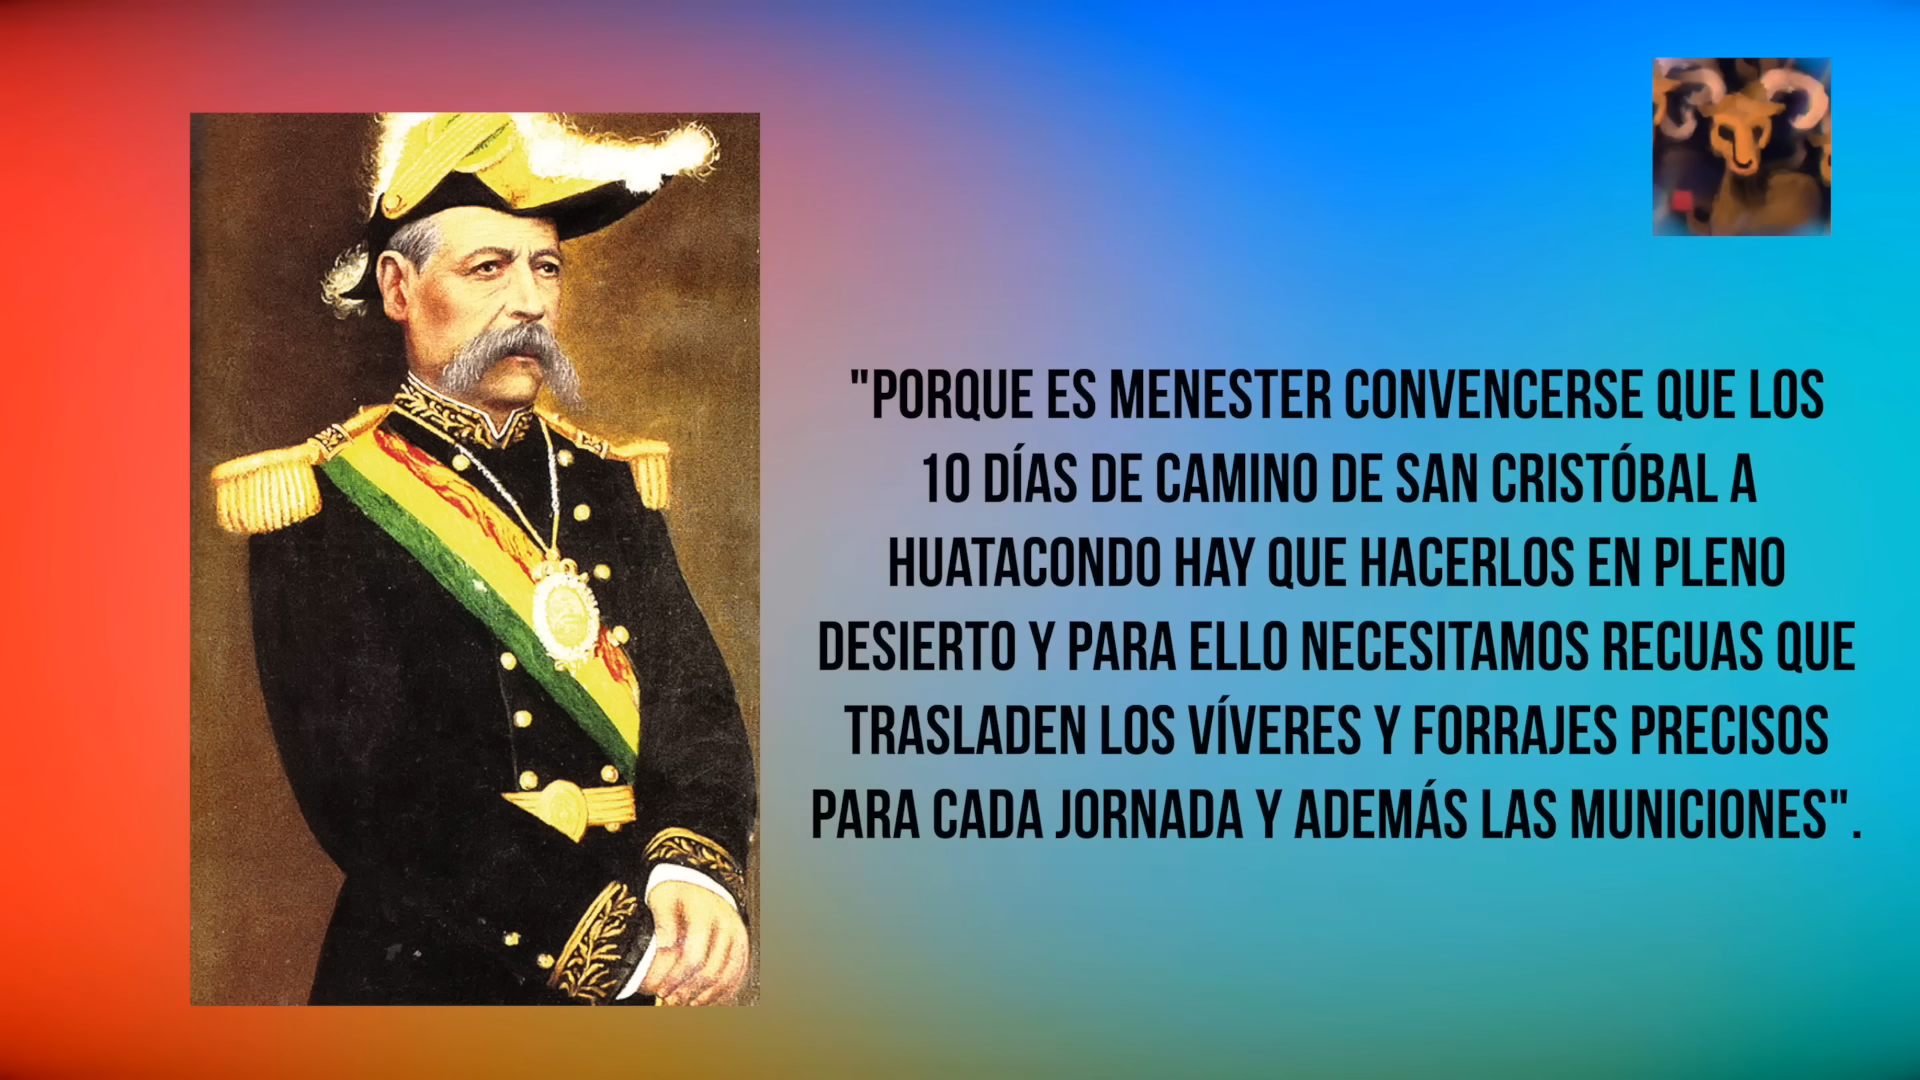 "PORQUE ES MENESTER CONVENCERSE QUE LOS
10 DÍAS DE CAMINO DE SAN CRISTÓBAL A
HUATACONDO HAY QUE HACERLOS EN PLENO
DESIERTO Y PARA ELLO NECESITAMOS RECUAS QUE
TRASLADEN LOS VÍVERES Y FORRAJES PRECISOS
PARA CADA JORNADA Y ADEMÁS LAS MUNICIONES".